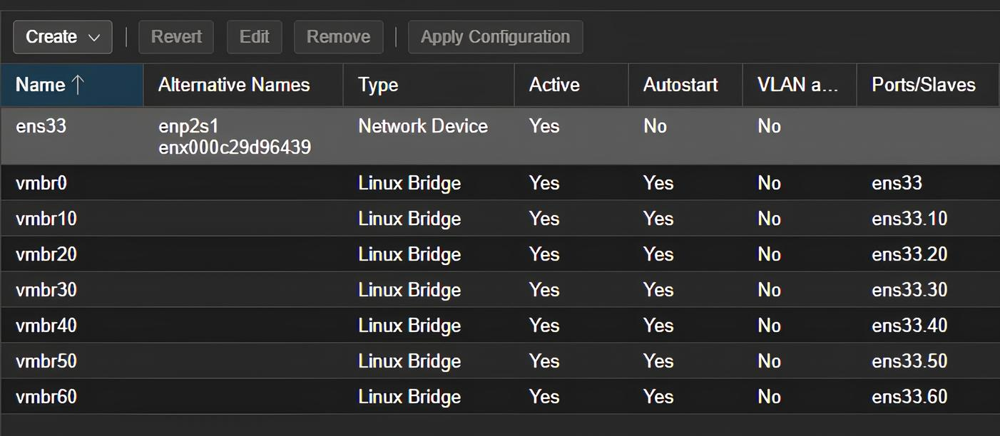 Create Revert Edit Remove Apply Configuration
Name Alternative Names Type Active Autostart VLAN a... Ports/Slaves
ens33 enp2s1 Network Device Yes No No
enx000c29d96439
vmbr0 Linux Bridge Yes Yes No ens33
vmbr10 Linux Bridge Yes Yes No ens33.10
vmbr20 Linux Bridge Yes Yes No ens33.20
vmbr30 Linux Bridge Yes Yes No ens33.30
vmbr40 Linux Bridge Yes Yes No ens33.40
vmbr50 Linux Bridge Yes Yes No ens33.50
vmbr60 Linux Bridge Yes Yes No ens33.60